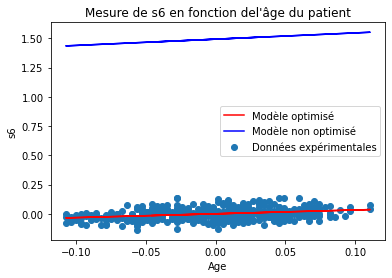 Mesure de s6 en fonction del'âge du patient
1.50
1.25
1.00
0.75
0.50
0.25
0.00
s6
Modèle optimisé
Modèle non optimisé
Données expérimentales
−0.10
−0.05
0.00
0.05
0.10
Age